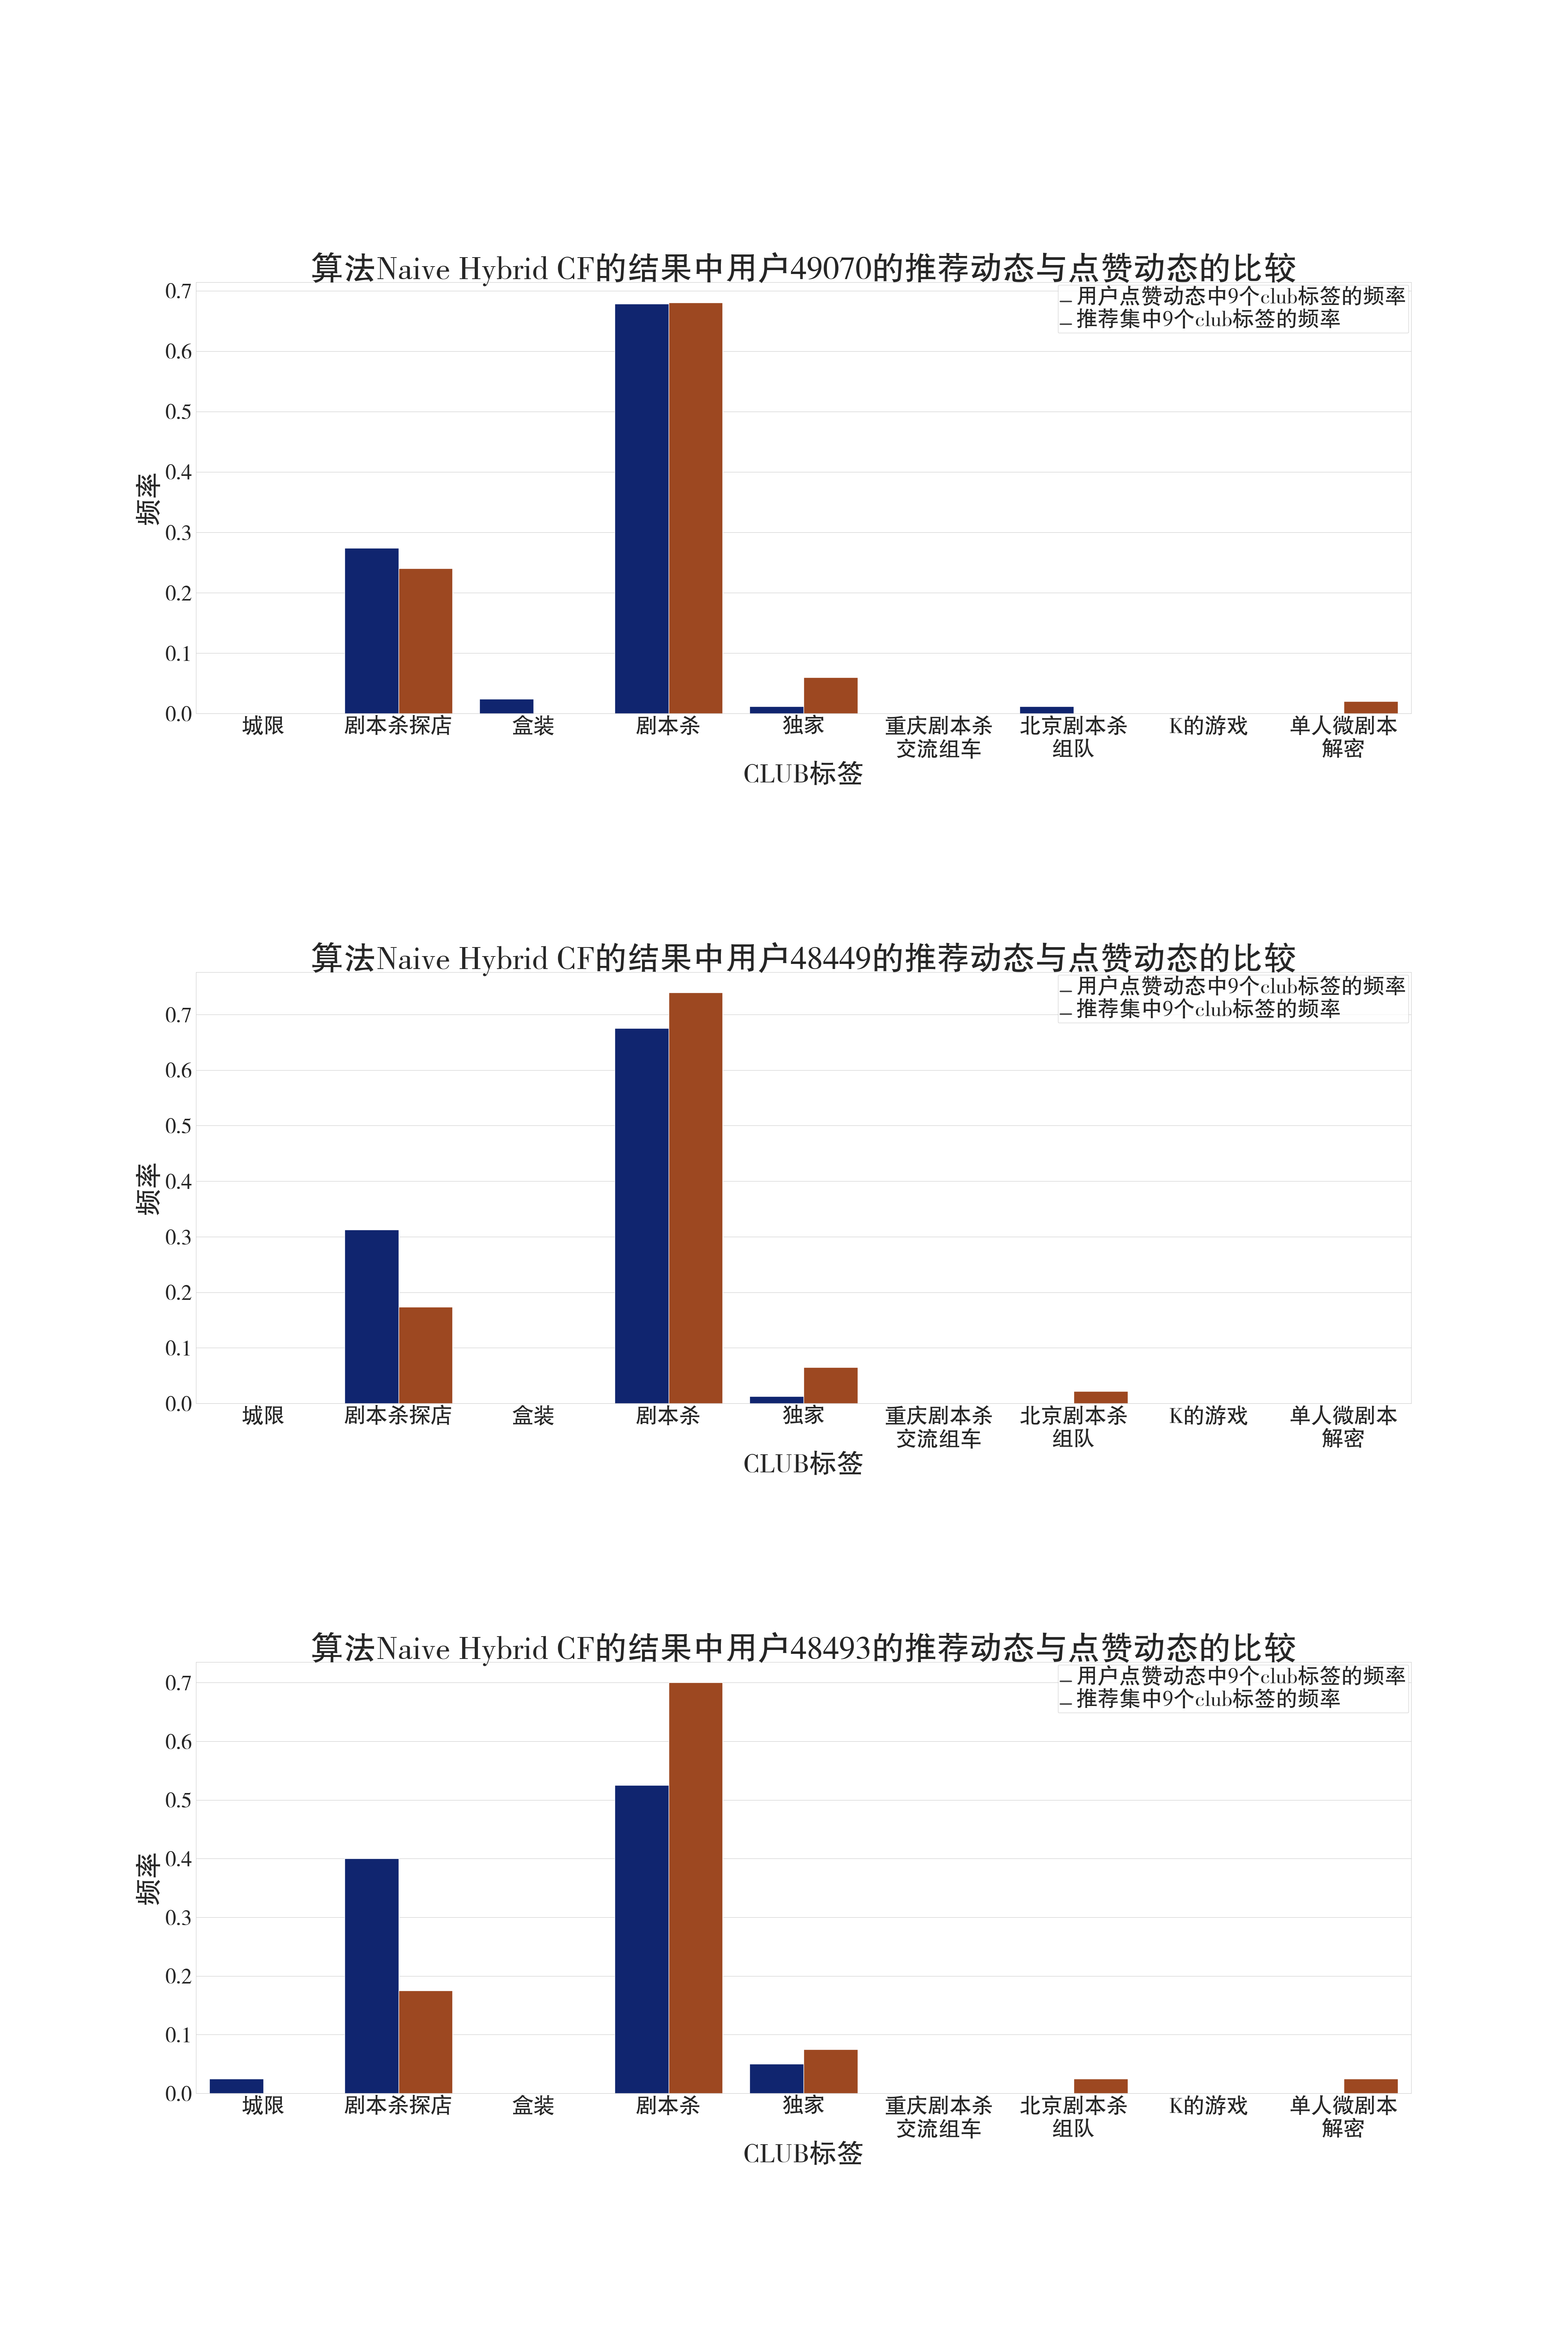 算法Naive Hybrid CF的结果中用户49070的推荐动态与点赞动态的比较
用户点赞动态中9个club标签的频率
推荐集中9个club标签的频率
频率
0.7
0.6
0.5
0.4
0.3
0.2
0.1
0.0
城限 剧本杀探店 盒装 剧本杀 独家 重庆剧本杀 北京剧本杀 K的游戏 单人微剧本
交流组车 组队 解密
CLUB标签
算法Naive Hybrid CF的结果中用户48449的推荐动态与点赞动态的比较
用户点赞动态中9个club标签的频率
推荐集中9个club标签的频率
频率
0.7
0.6
0.5
0.4
0.3
0.2
0.1
0.0
城限 剧本杀探店 盒装 剧本杀 独家 重庆剧本杀 北京剧本杀 K的游戏 单人微剧本
交流组车 组队 解密
CLUB标签
算法Naive Hybrid CF的结果中用户48493的推荐动态与点赞动态的比较
用户点赞动态中9个club标签的频率
推荐集中9个club标签的频率
频率
0.7
0.6
0.5
0.4
0.3
0.2
0.1
0.0
城限 剧本杀探店 盒装 剧本杀 独家 重庆剧本杀 北京剧本杀 K的游戏 单人微剧本
交流组车 组队 解密
CLUB标签